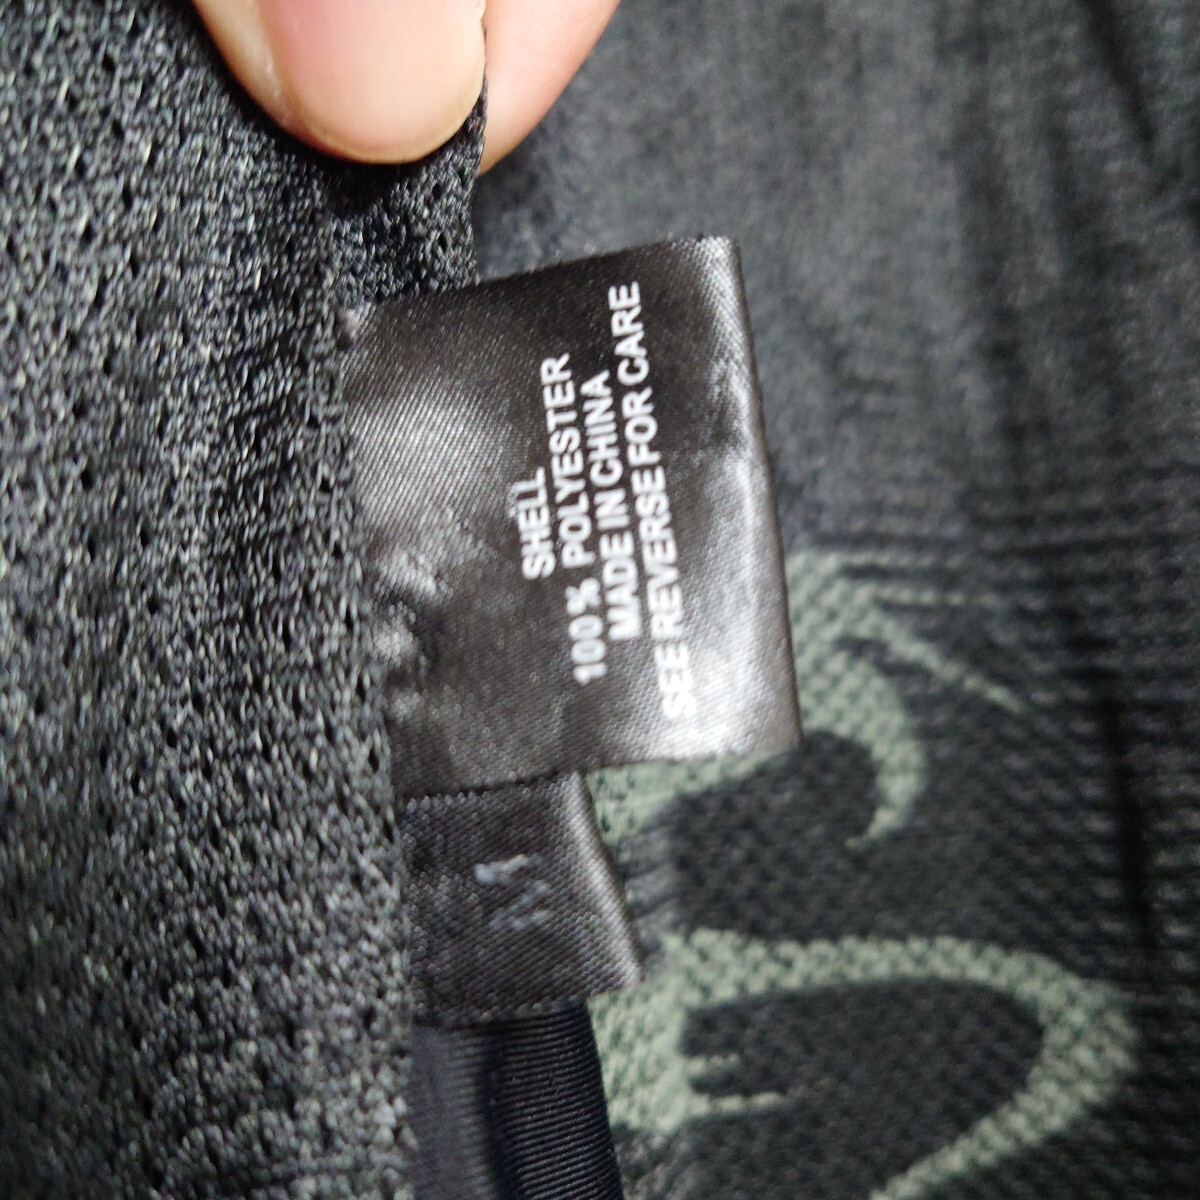 SHELL
100% POLYESTER
MADE IN CHINA
SEE REVERSE FOR CARE